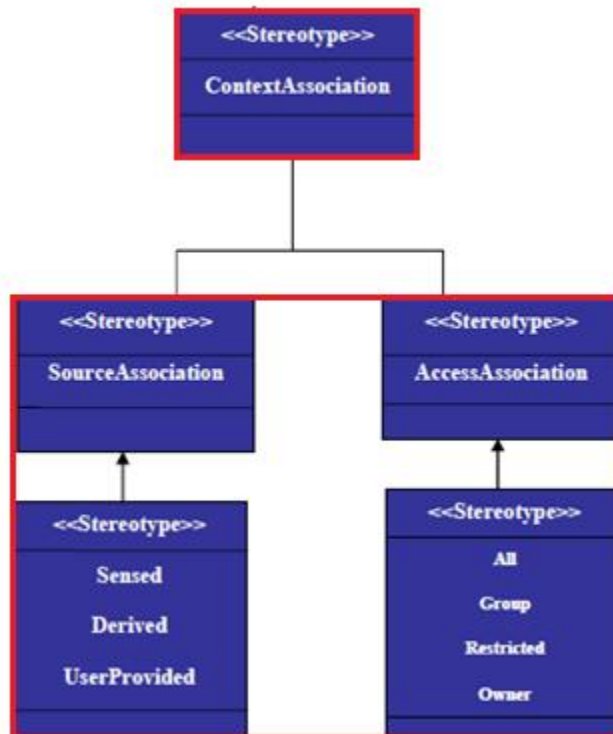 <<Stereotype>>
ContextAssociation
<<Stereotype>>
SourceAssociation
<<Stereotype>>
AccessAssociation
<<Stereotype>>
Sensed
Derived
UserProvided
<<Stereotype>>
All
Group
Restricted
Owner